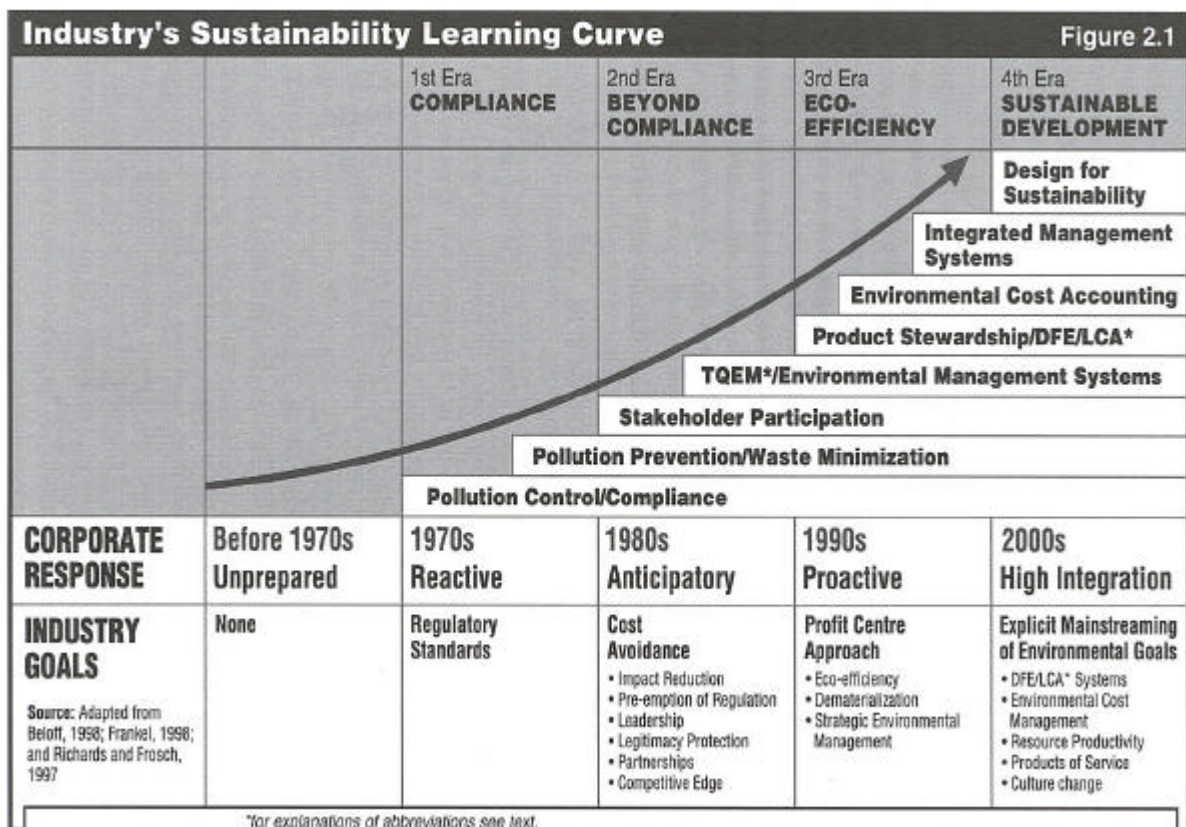 Industry's Sustainability Learning Curve
Figure 2.1
1st Era
COMPLIANCE
2nd Era
BEYOND
COMPLIANCE
3rd Era
ECO-
EFFICIENCY
4th Era
SUSTAINABLE
DEVELOPMENT
Design for
Sustainability
Integrated Management
Systems
Environmental Cost Accounting
Product Stewardship/DFE/LCA*
TQEM*/Environmental Management Systems
Stakeholder Participation
Pollution Prevention/Waste Minimization
Pollution Control/Compliance
CORPORATE
RESPONSE
Before 1970s
Unprepared
1970s
Reactive
1980s
Anticipatory
1990s
Proactive
2000s
High Integration
INDUSTRY
GOALS
Source: Adapted from
Beloff, 1998; Frankel, 1998;
and Richards and Frosch,
1997
None
Regulatory
Standards
Cost
Avoidance
• Impact Reduction
• Pre-emption of Regulation
• Leadership
• Legitimacy Protection
• Partnerships
• Competitive Edge
Profit Centre
Approach
• Eco-efficiency
• Dematerialization
• Strategic Environmental
Management
Explicit Mainstreaming
of Environmental Goals
• DFE/LCA* Systems
• Environmental Cost
Management
• Resource Productivity
• Products of Service
• Culture change
*for explanations of abbreviations see text.